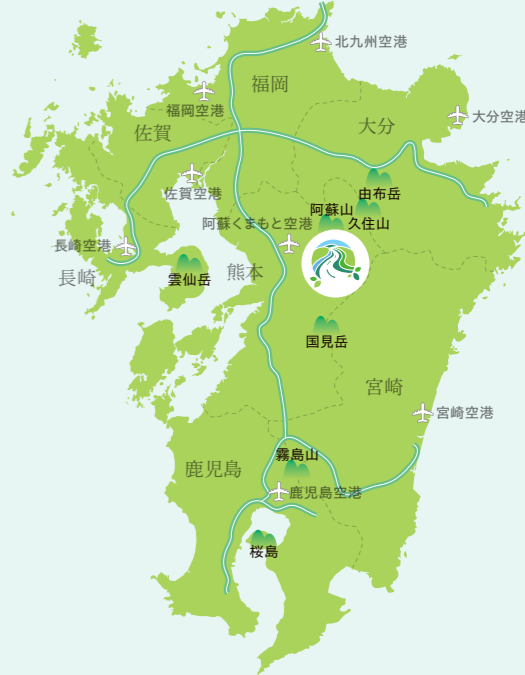 北九州空港
福岡
福岡空港
大分空港
大分
佐賀
佐賀空港
由布岳
阿蘇山
久住山
阿蘇くまもと空港
長崎空港
長崎
雲仙岳
熊本
国見岳
宮崎
宮崎空港
霧島山
鹿児島
鹿児島空港
桜島